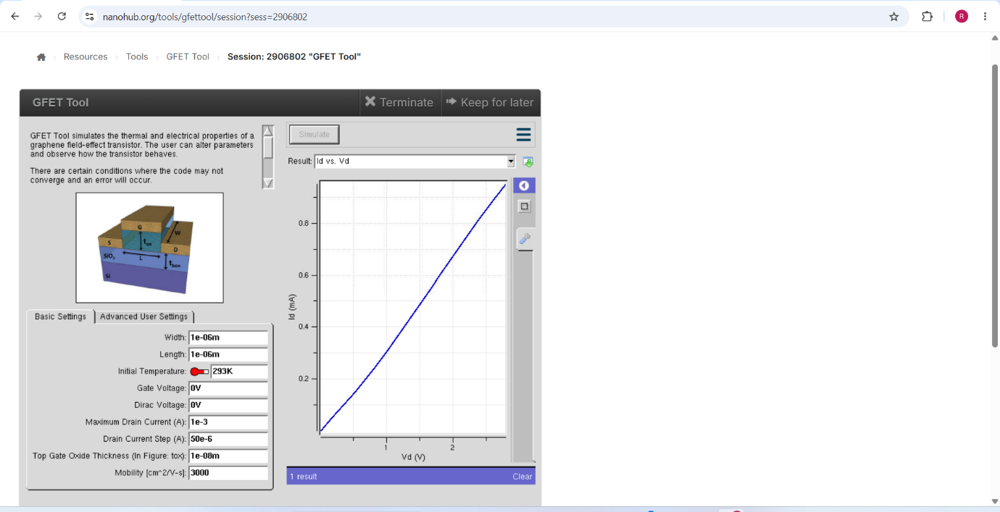 nanohub.org/tools/gfettool/session?sess=2906802
R
Resources
Tools
GFET Tool
Session: 2906802 "GFET Tool"
GFET Tool
Terminate
Keep for later
GFET Tool simulates the thermal and electrical properties of a
graphene field-effect transistor. The user can alter parameters
and observe how the transistor behaves.
There are certain conditions where the code may not
converge and an error will occur.
G
W
S
tox
D
SiO2
L
tbox
Si
Basic Settings
Advanced User Settings
Width: 1e-06m
Length: 1e-06m
Initial Temperature: 293K
Gate Voltage: 0V
Dirac Voltage: 0V
Maximum Drain Current (A): 1e-3
Drain Current Step (A): 50e-6
Top Gate Oxide Thickness (In Figure: tox): 1e-08m
Mobility [cm^2/V-s]: 3000
Simulate
Result: Id vs. Vd
0.8
0.6
0.4
0.2
Id (mA)
1
2
Vd (V)
1 result
Clear